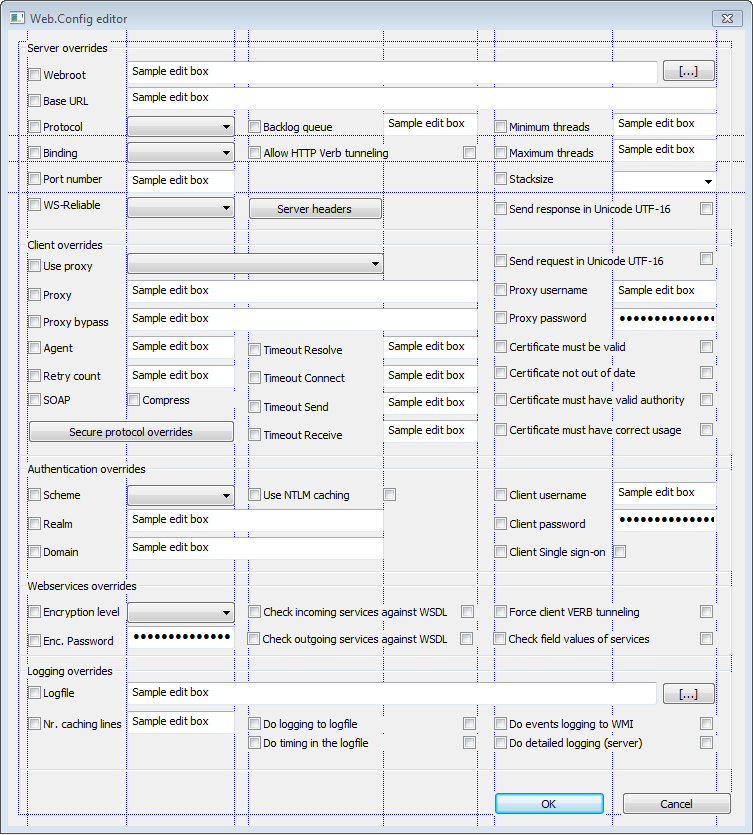 Web.Config editor
Server overrides
Webroot Sample edit box [...]
Base URL Sample edit box
Protocol Backlog queue Sample edit box Minimum threads Sample edit box
Binding Allow HTTP Verb tunneling Maximum threads Sample edit box
Port number Sample edit box Stacksize
WS-Reliable Server headers Send response in Unicode UTF-16
Client overrides
Use proxy Send request in Unicode UTF-16
Proxy Sample edit box Proxy username Sample edit box
Proxy bypass Sample edit box Proxy password ●●●●●●●●●●●●●●
Agent Sample edit box Timeout Resolve Sample edit box Certificate must be valid
Retry count Sample edit box Timeout Connect Sample edit box Certificate not out of date
SOAP Compress Timeout Send Sample edit box Certificate must have valid authority
Secure protocol overrides Timeout Receive Sample edit box Certificate must have correct usage
Authentication overrides
Scheme Use NTLM caching Client username Sample edit box
Realm Sample edit box Client password ●●●●●●●●●●●●●●
Domain Sample edit box Client Single sign-on
Webservices overrides
Encryption level Check incoming services against WSDL Force client VERB tunneling
Enc. Password ●●●●●●●●●●●●●● Check outgoing services against WSDL Check field values of services
Logging overrides
Logfile Sample edit box [...]
Nr. caching lines Sample edit box Do logging to logfile Do events logging to WMI
Do timing in the logfile Do detailed logging (server)
OK Cancel